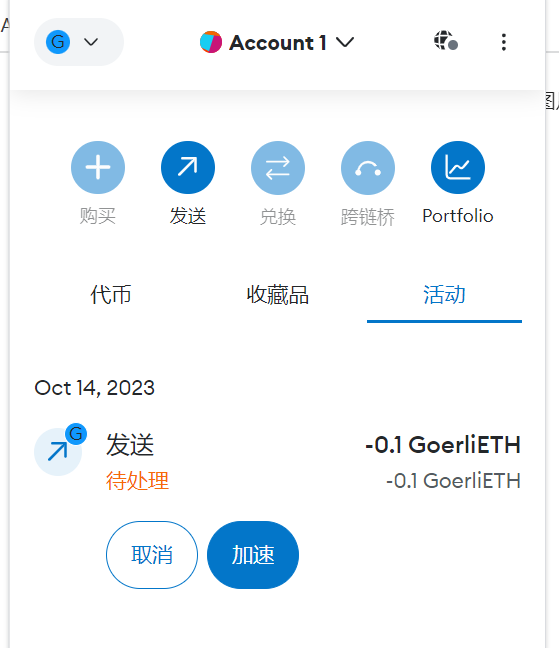 G
Account 1
购买
发送
兑换
跨链桥
Portfolio
代币
收藏品
活动
Oct 14, 2023
G
发送
-0.1 GoerliETH
待处理
-0.1 GoerliETH
取消
加速